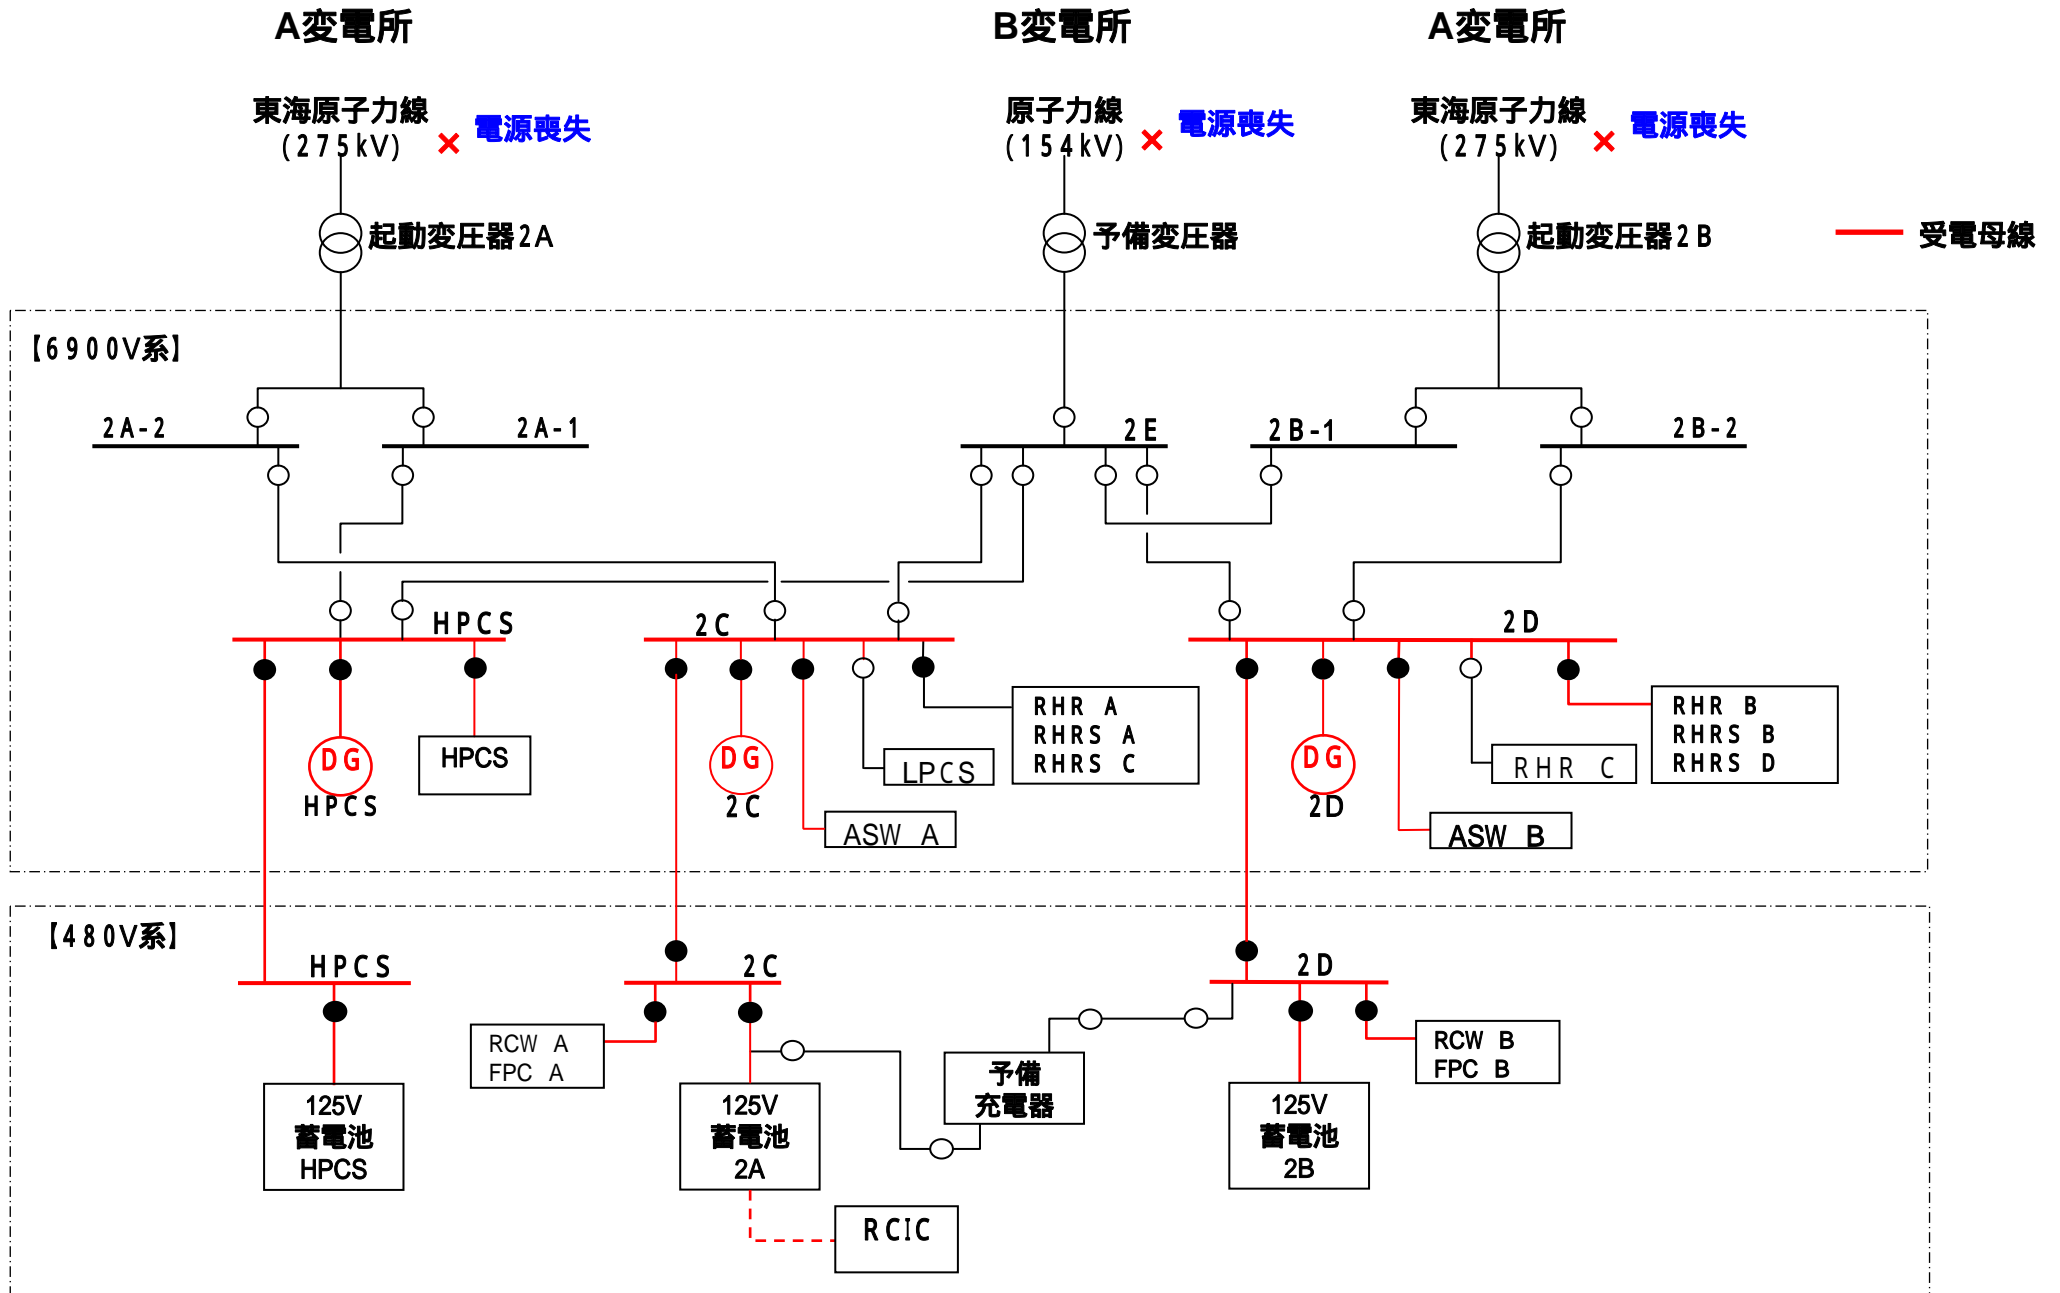 A変電所
B変電所
A変電所
東海原子力線
(275kV)
× 電源喪失
原子力線
(154kV)
× 電源喪失
東海原子力線
(275kV)
× 電源喪失
起動変圧器2A
予備変圧器
起動変圧器2B
受電母線
【6900V系】
2A-2
2A-1
2E
2B-1
2B-2
HPCS
2C
2D
DG
HPCS
HPCS
DG
2C
ASW A
LPCS
RHR A
RHRS A
RHRS C
DG
2D
ASW B
RHR C
RHR B
RHRS B
RHRS D
【480V系】
HPCS
2C
2D
RCW A
FPC A
予備
充電器
RCW B
FPC B
125V
蓄電池
HPCS
125V
蓄電池
2A
125V
蓄電池
2B
RCIC